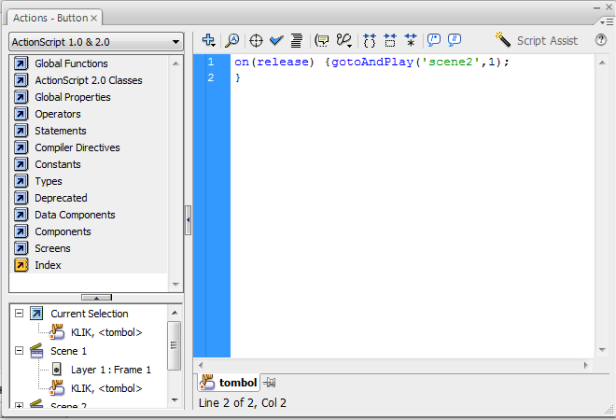 Actions - Button ×
ActionScript 1.0 & 2.0
Script Assist
Global Functions
ActionScript 2.0 Classes
Global Properties
Operators
Statements
Compiler Directives
Constants
Types
Deprecated
Data Components
Components
Screens
Index
Current Selection
KLIK, <tombol>
Scene 1
Layer 1 : Frame 1
KLIK, <tombol>
Scene 2
1 on(release) {gotoAndPlay('scene2',1);
2 }
tombol
Line 2 of 2, Col 2